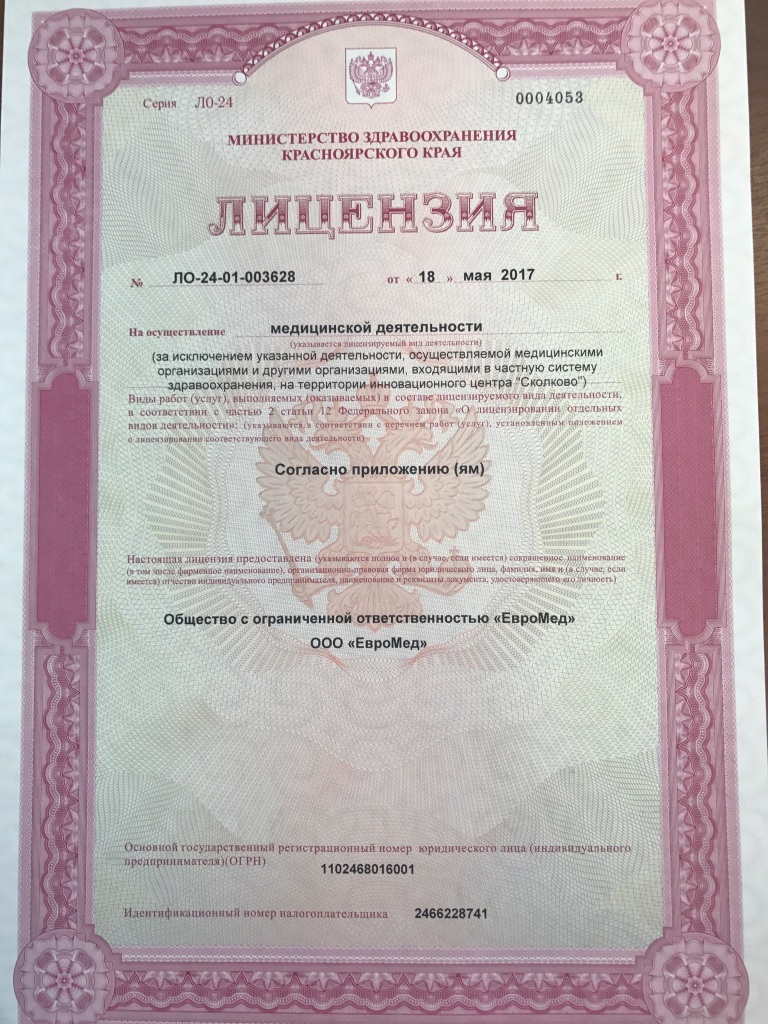 Серия ЛО-24
0004053
МИНИСТЕРСТВО ЗДРАВООХРАНЕНИЯ
КРАСНОЯРСКОГО КРАЯ
ЛИЦЕНЗИЯ
№ ЛО-24-01-003628 от « 18 » мая 2017 г.
На осуществление медицинской деятельности
(указывается лицензируемый вид деятельности)
(за исключением указанной деятельности, осуществляемой медицинскими
организациями и другими организациями, входящими в частную систему
здравоохранения, на территории инновационного центра "Сколково")
Виды работ (услуг), выполняемых (оказываемых) в составе лицензируемого вида деятельности,
в соответствии с частью 2 статьи 12 Федерального закона «О лицензировании отдельных
видов деятельности»: (указываются в соответствии с перечнем работ (услуг), установленным положением
о лицензировании соответствующего вида деятельности)
Согласно приложению (ям)
Настоящая лицензия предоставлена (указываются полное и (в случае, если имеется) сокращенное наименование
(в том числе фирменное наименование), организационно-правовая форма юридического лица, фамилия, имя и (в случае, если
имеется) отчество индивидуального предпринимателя, наименование и реквизиты документа, удостоверяющего его личность)
Общество с ограниченной ответственностью «ЕвроМед»
ООО «ЕвроМед»
Основной государственный регистрационный номер юридического лица (индивидуального
предпринимателя)(ОГРН)
1102468016001
Идентификационный номер налогоплательщика 2466228741